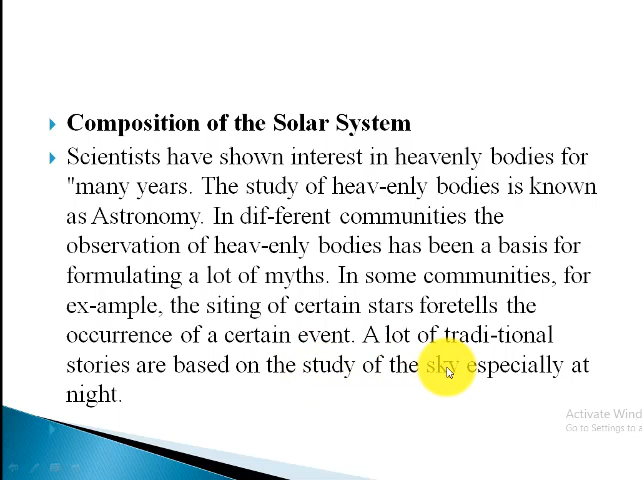 Composition of the Solar System
Scientists have shown interest in heavenly bodies for
"many years. The study of heav-enly bodies is known
as Astronomy. In dif-ferent communities the
observation of heav-enly bodies has been a basis for
formulating a lot of myths. In some communities, for
ex-ample, the siting of certain stars foretells the
occurrence of a certain event. A lot of tradi-tional
stories are based on the study of the sky especially at
night.
Activate Wind
Go to Settings to a